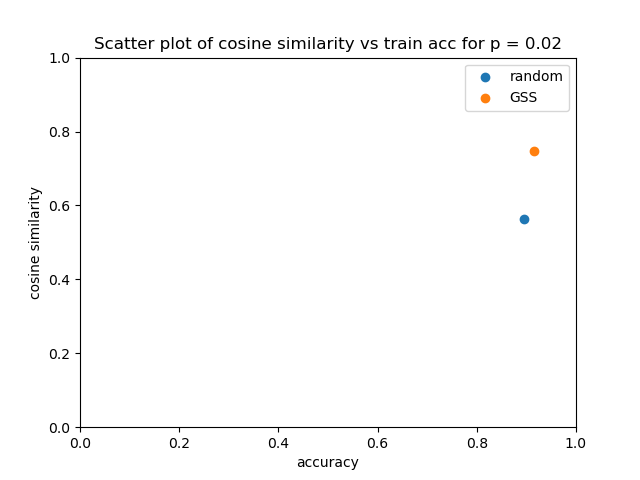 Scatter plot of cosine similarity vs train acc for p = 0.02
random
GSS
1.0
0.8
0.6
0.4
0.2
0.0
cosine similarity
0.0 0.2 0.4 0.6 0.8 1.0
accuracy